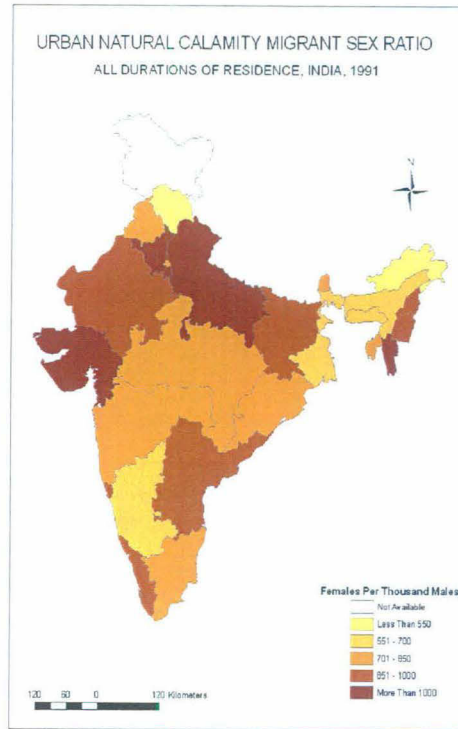 URBAN NATURAL CALAMITY MIGRANT SEX RATIO
ALL DURATIONS OF RESIDENCE, INDIA, 1991
N
Females Per Thousand Males
Not Available
Less Than 550
551 - 700
701 - 850
851 - 1000
More Than 1000
120 60 0 120 Kilometers